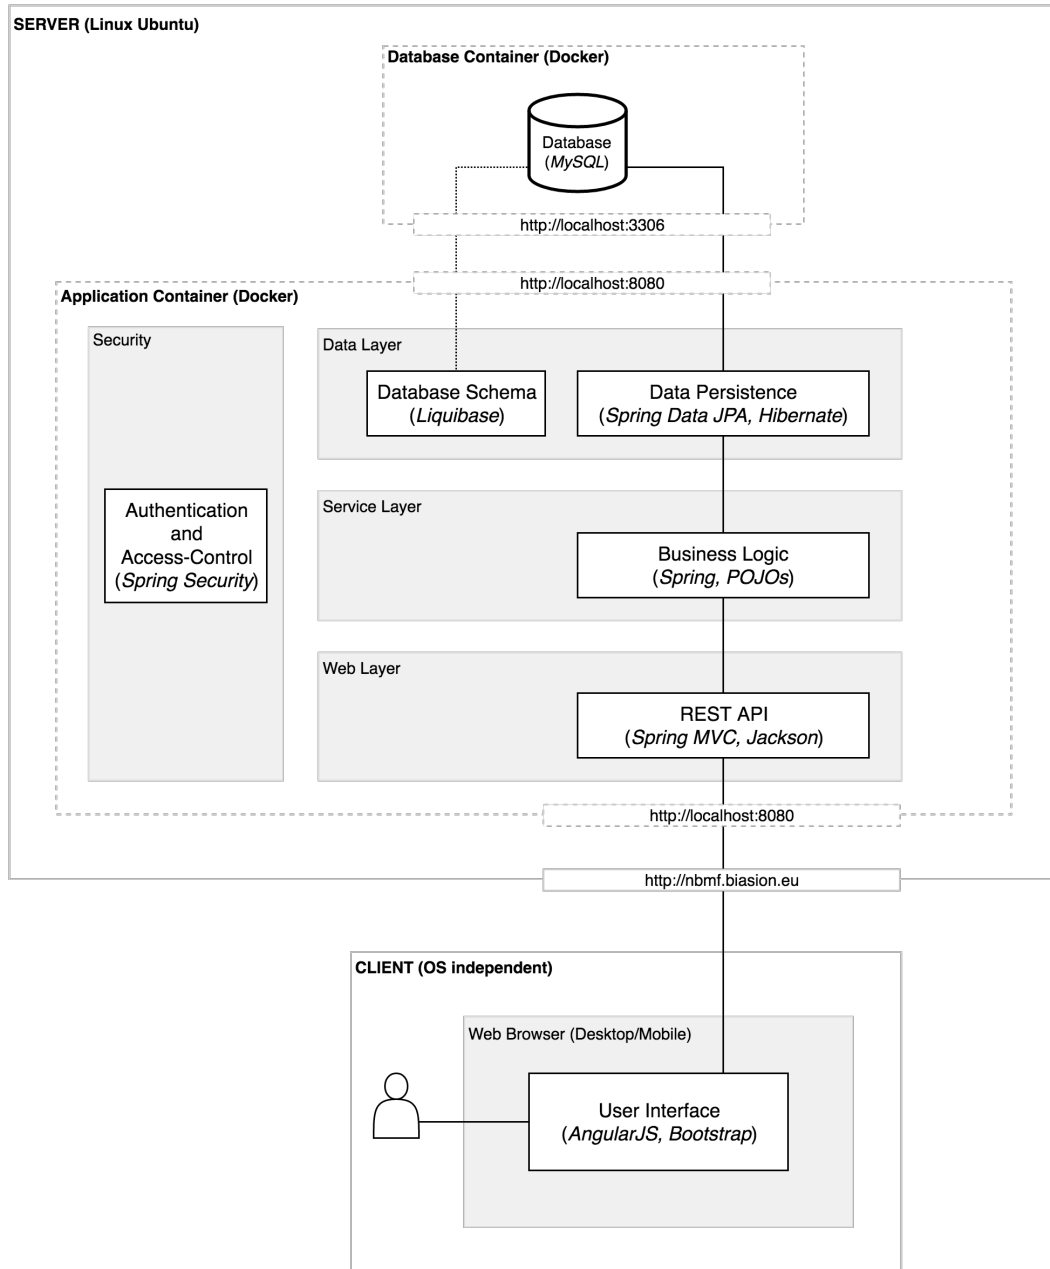 SERVER (Linux Ubuntu)
Database Container (Docker)
Database
(MySQL)
http://localhost:3306
http://localhost:8080
Application Container (Docker)
Security
Authentication
and
Access-Control
(Spring Security)
Data Layer
Database Schema
(Liquibase)
Data Persistence
(Spring Data JPA, Hibernate)
Service Layer
Business Logic
(Spring, POJOs)
Web Layer
REST API
(Spring MVC, Jackson)
http://localhost:8080
http://nbmf.biasion.eu
CLIENT (OS independent)
Web Browser (Desktop/Mobile)
User Interface
(AngularJS, Bootstrap)